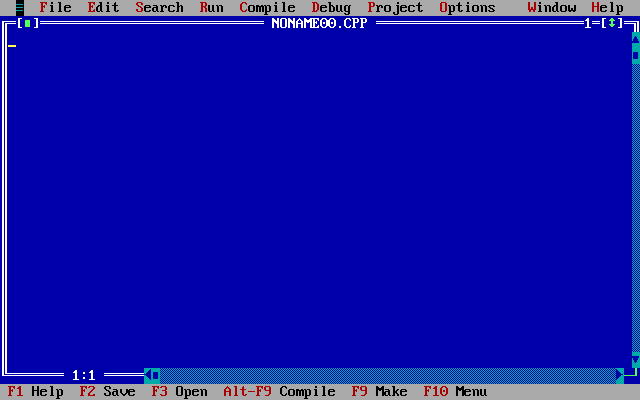 ≡ File Edit Search Run Compile Debug Project Options Window Help
[■] NONAME00.CPP 1=[↕]
1:1
F1 Help F2 Save F3 Open Alt-F9 Compile F9 Make F10 Menu